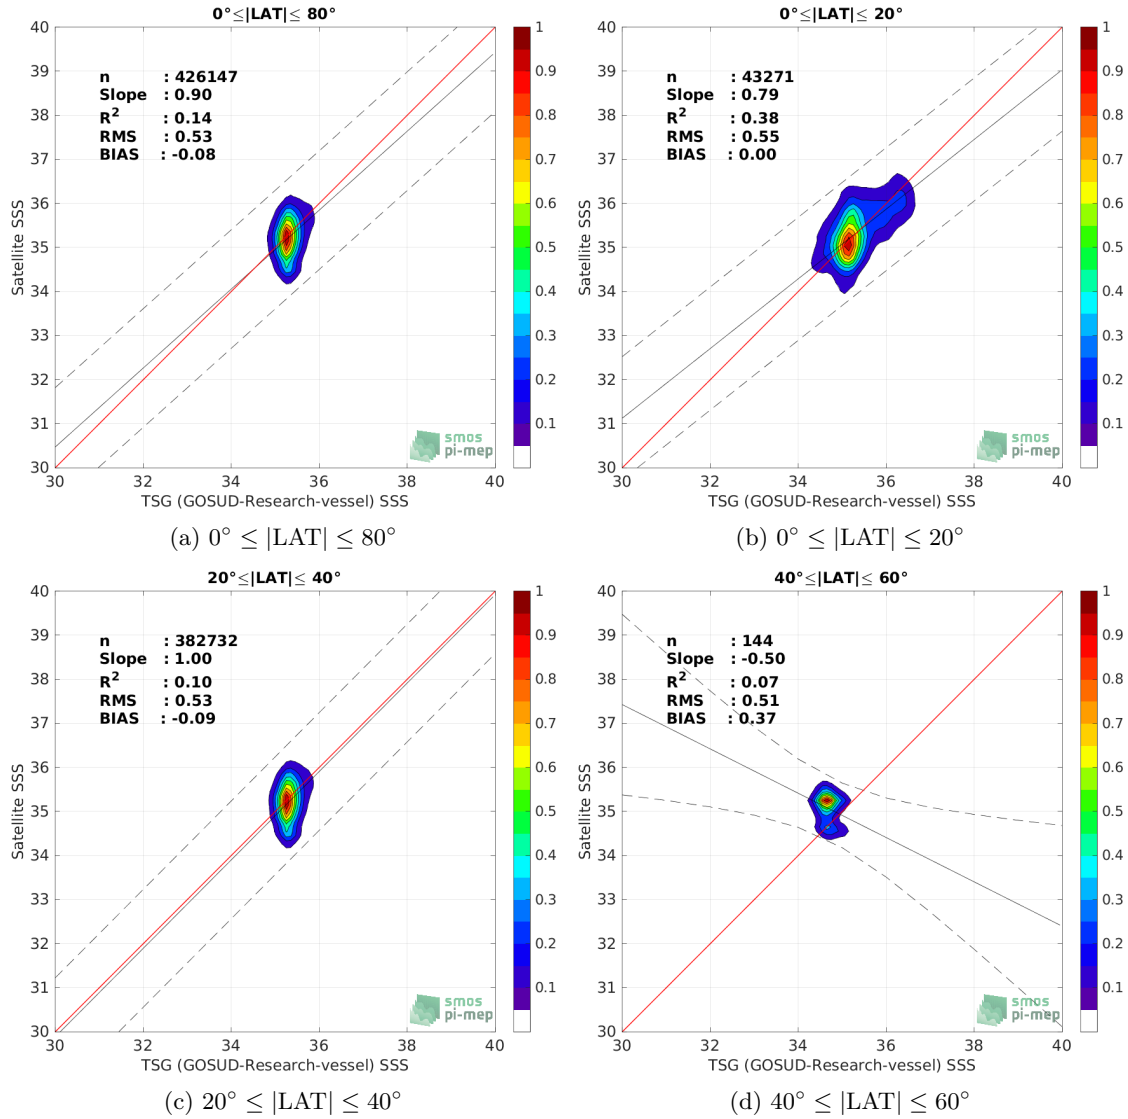 0°≤|LAT|≤ 80°
40
39
38
37
36
35
34
33
32
31
30
Satellite SSS
n : 426147
Slope : 0.90
R² : 0.14
RMS : 0.53
BIAS : -0.08
smos
pi-mep
30 32 34 36 38 40
TSG (GOSUD-Research-vessel) SSS
1
0.9
0.8
0.7
0.6
0.5
0.4
0.3
0.2
0.1
(a) 0° ≤ |LAT| ≤ 80°
0°≤|LAT|≤ 20°
40
39
38
37
36
35
34
33
32
31
30
Satellite SSS
n : 43271
Slope : 0.79
R² : 0.38
RMS : 0.55
BIAS : 0.00
smos
pi-mep
30 32 34 36 38 40
TSG (GOSUD-Research-vessel) SSS
1
0.9
0.8
0.7
0.6
0.5
0.4
0.3
0.2
0.1
(b) 0° ≤ |LAT| ≤ 20°
20°≤|LAT|≤ 40°
40
39
38
37
36
35
34
33
32
31
30
Satellite SSS
n : 382732
Slope : 1.00
R² : 0.10
RMS : 0.53
BIAS : -0.09
smos
pi-mep
30 32 34 36 38 40
TSG (GOSUD-Research-vessel) SSS
1
0.9
0.8
0.7
0.6
0.5
0.4
0.3
0.2
0.1
(c) 20° ≤ |LAT| ≤ 40°
40°≤|LAT|≤ 60°
40
39
38
37
36
35
34
33
32
31
30
Satellite SSS
n : 144
Slope : -0.50
R² : 0.07
RMS : 0.51
BIAS : 0.37
smos
pi-mep
30 32 34 36 38 40
TSG (GOSUD-Research-vessel) SSS
1
0.9
0.8
0.7
0.6
0.5
0.4
0.3
0.2
0.1
(d) 40° ≤ |LAT| ≤ 60°